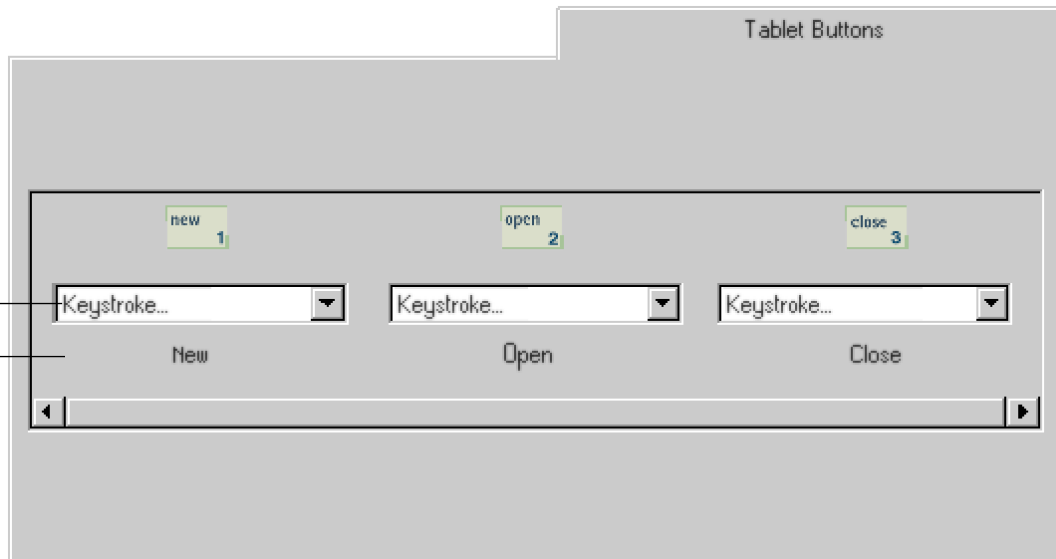 Tablet Buttons
new
1
open
2
close
3
Keystroke...
Keystroke...
Keystroke...
New
Open
Close